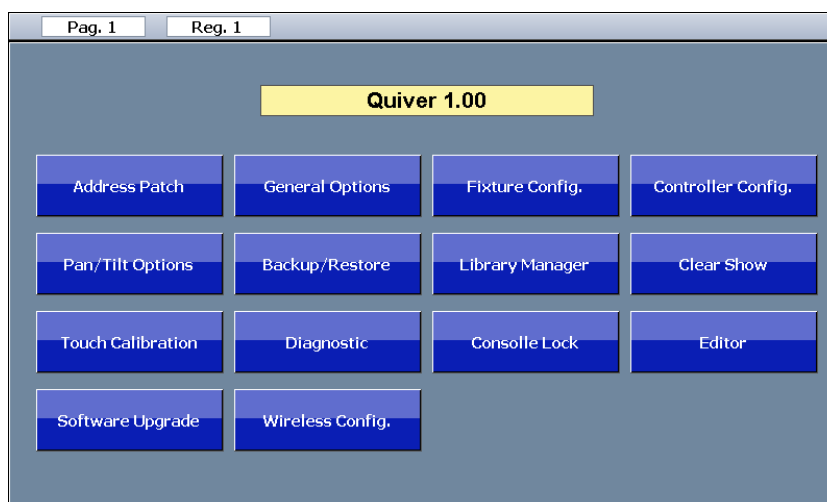 Pag. 1 Reg. 1
Quiver 1.00
Address Patch General Options Fixture Config. Controller Config.
Pan/Tilt Options Backup/Restore Library Manager Clear Show
Touch Calibration Diagnostic Consolle Lock Editor
Software Upgrade Wireless Config.